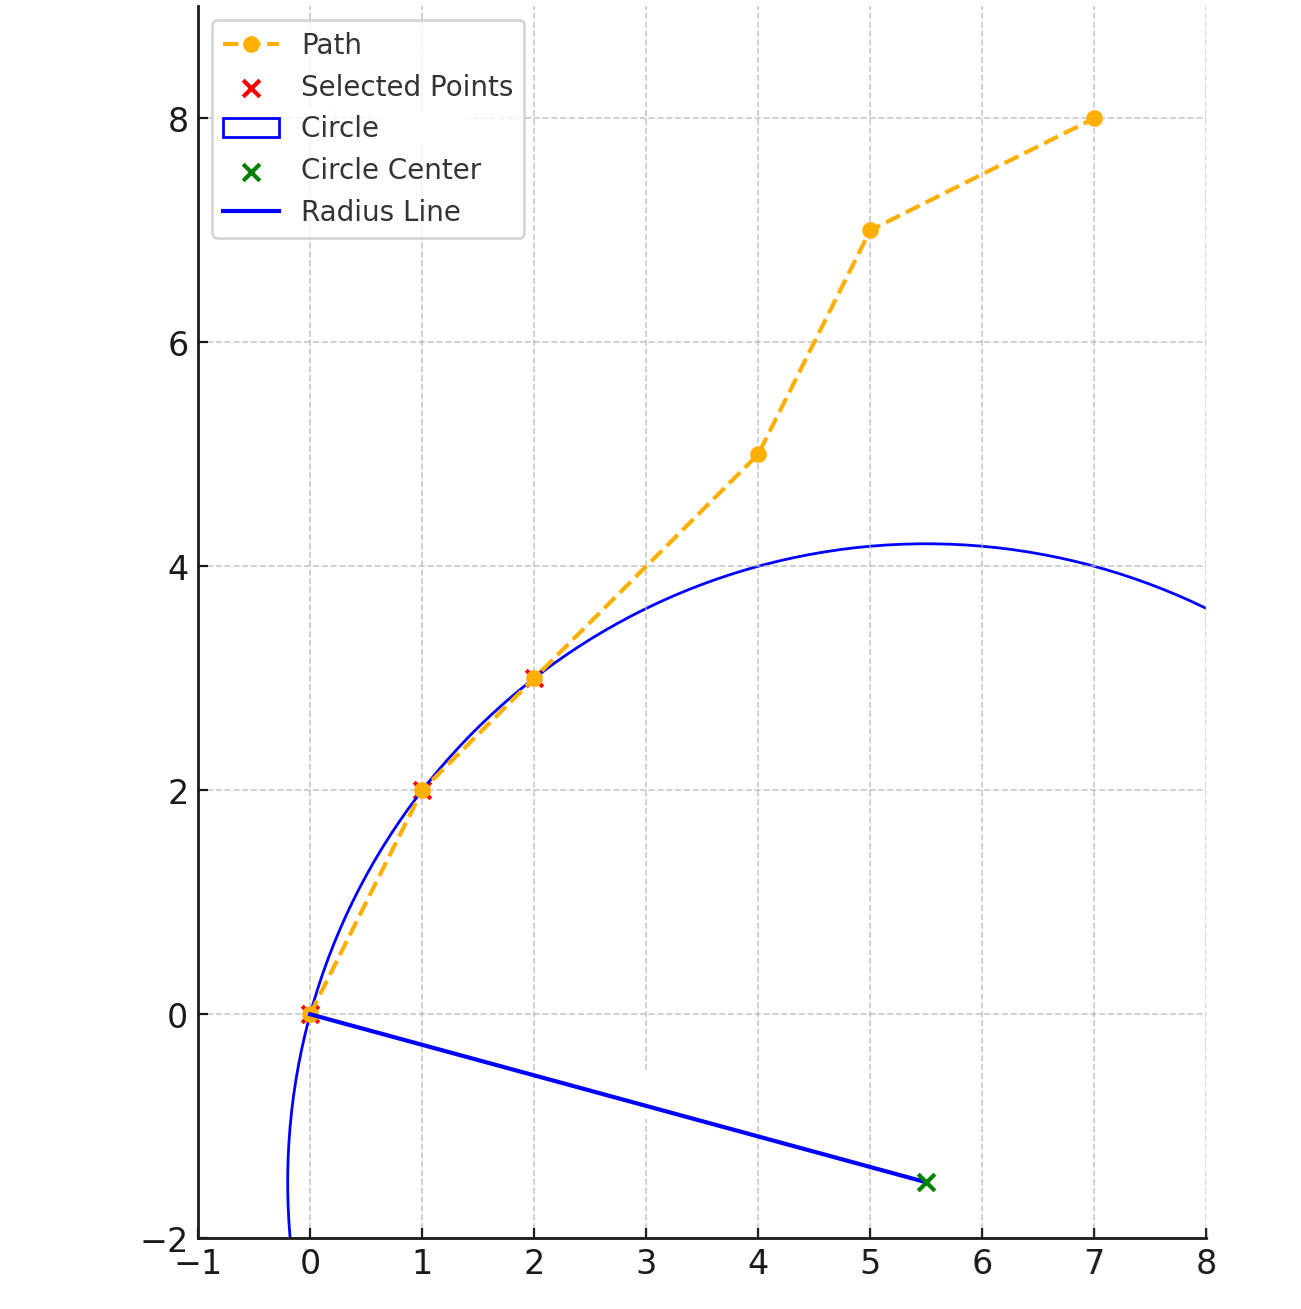 Path
Selected Points
Circle
Circle Center
Radius Line
8
6
4
2
0
−2
−1 0 1 2 3 4 5 6 7 8